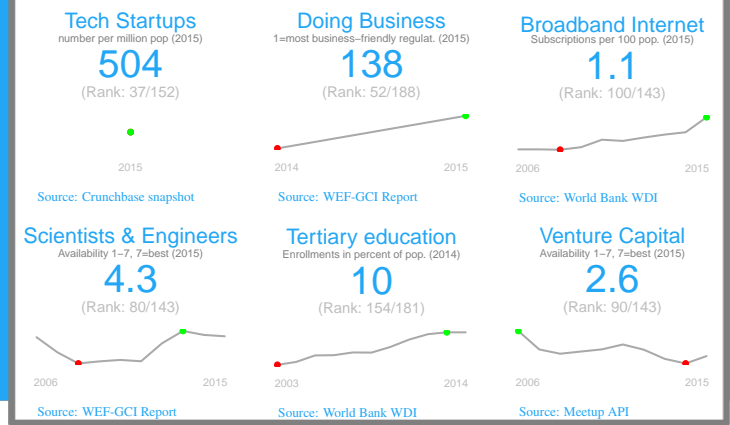 Tech Startups
number per million pop (2015)
504
(Rank: 37/152)
2015
Source: Crunchbase snapshot
Doing Business
1=most business−friendly regulat. (2015)
138
(Rank: 52/188)
2014 2015
Source: WEF-GCI Report
Broadband Internet
Subscriptions per 100 pop. (2015)
1.1
(Rank: 100/143)
2006 2015
Source: World Bank WDI
Scientists & Engineers
Availability 1−7, 7=best (2015)
4.3
(Rank: 80/143)
2006 2015
Source: WEF-GCI Report
Tertiary education
Enrollments in percent of pop. (2014)
10
(Rank: 154/181)
2003 2014
Source: World Bank WDI
Venture Capital
Availability 1−7, 7=best (2015)
2.6
(Rank: 90/143)
2006 2015
Source: Meetup API